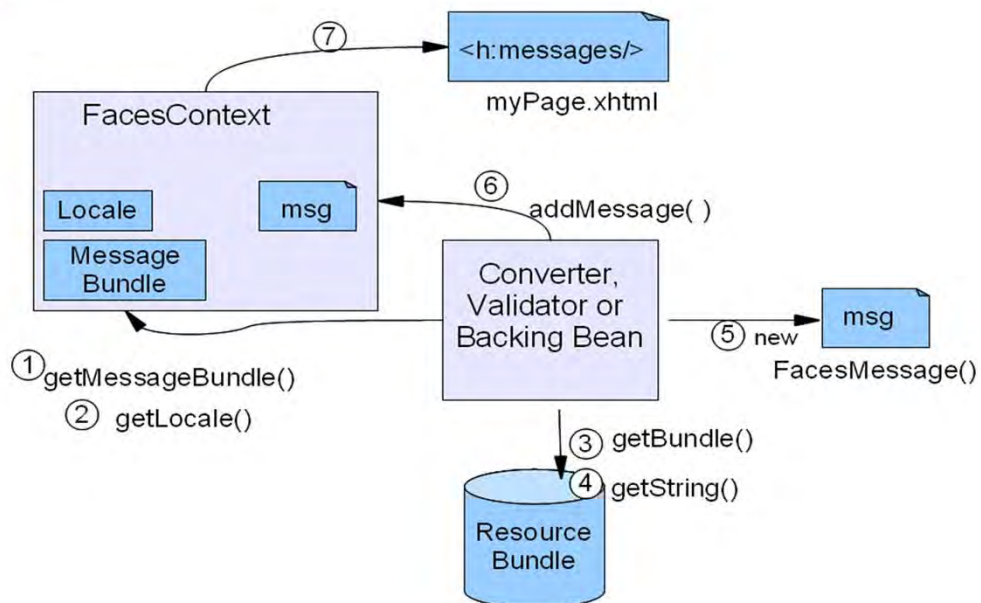 ⑦
<h:messages/>
myPage.xhtml
FacesContext
Locale
msg
Message
Bundle
⑥
addMessage( )
Converter,
Validator or
Backing Bean
msg
⑤ new
FacesMessage()
① getMessageBundle()
② getLocale()
③ getBundle()
④ getString()
Resource
Bundle